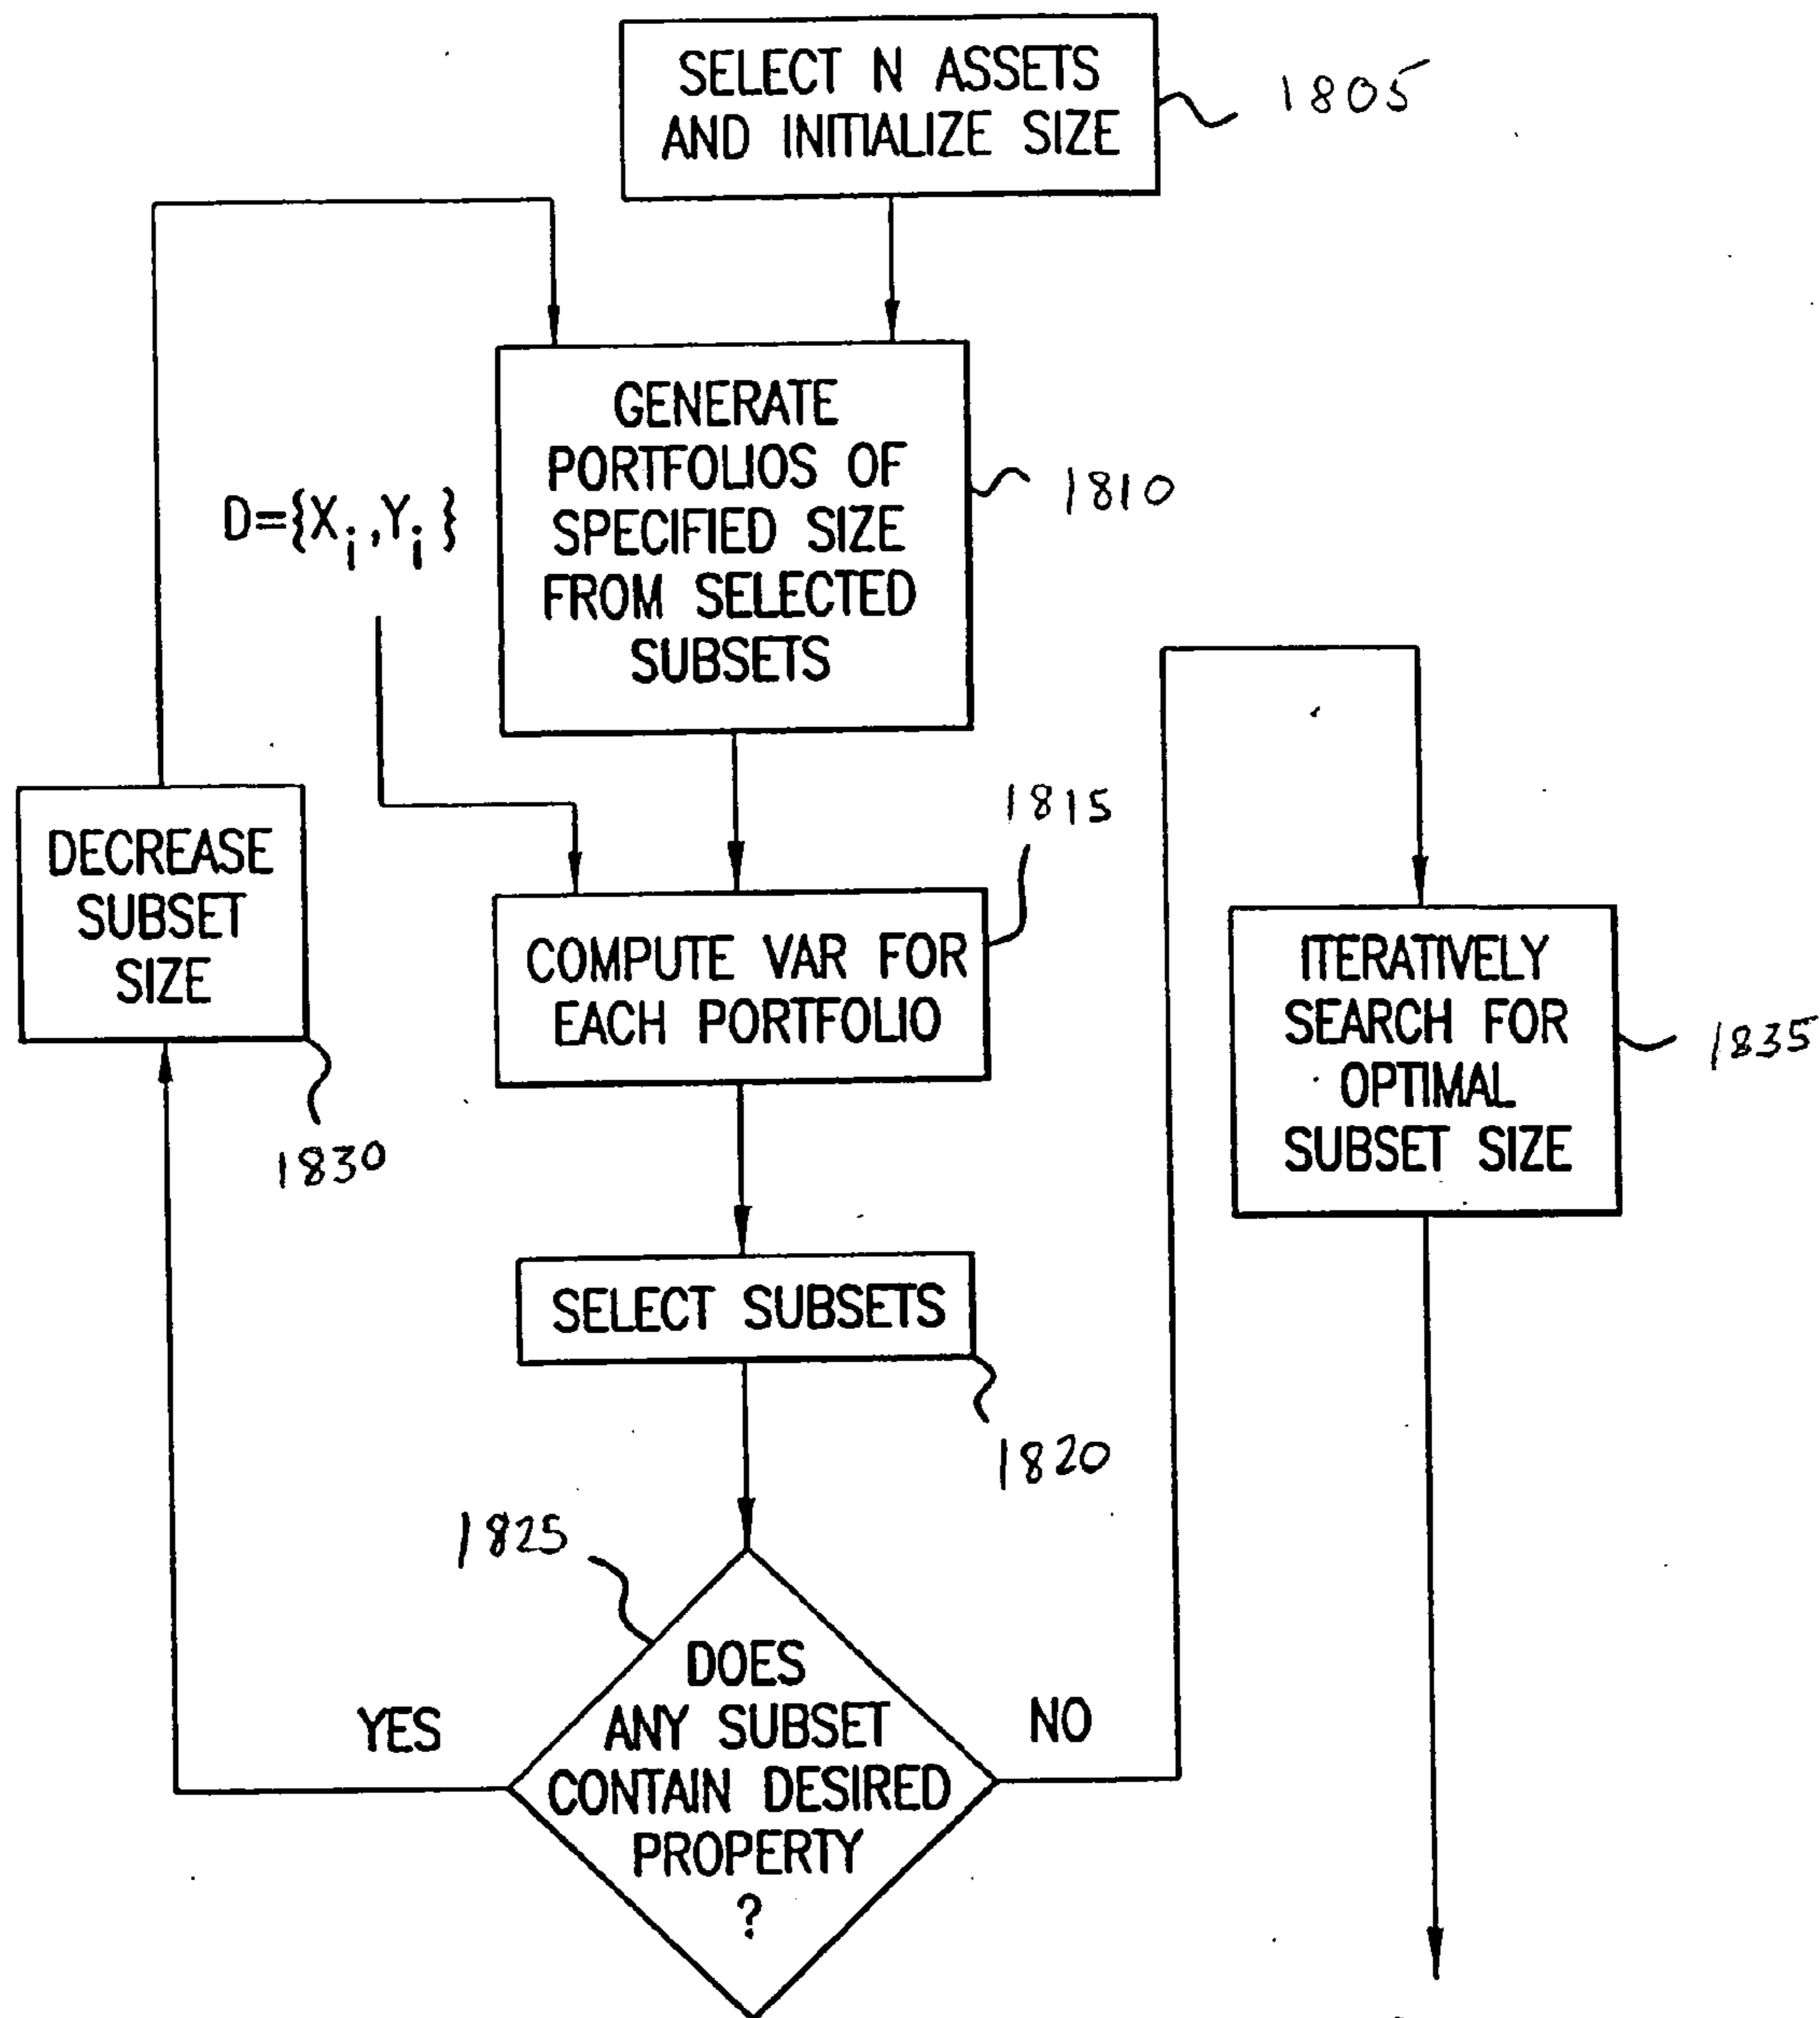 SELECT N ASSETS
AND INITIALIZE SIZE
1805
GENERATE
PORTFOLIOS OF
SPECIFIED SIZE
FROM SELECTED
SUBSETS
1810
D={Xi,Yi}
DECREASE
SUBSET
SIZE
1830
COMPUTE VAR FOR
EACH PORTFOLIO
1815
ITERATIVELY
SEARCH FOR
OPTIMAL
SUBSET SIZE
1835
SELECT SUBSETS
1820
1825
DOES
ANY SUBSET
CONTAIN DESIRED
PROPERTY
?
YES
NO